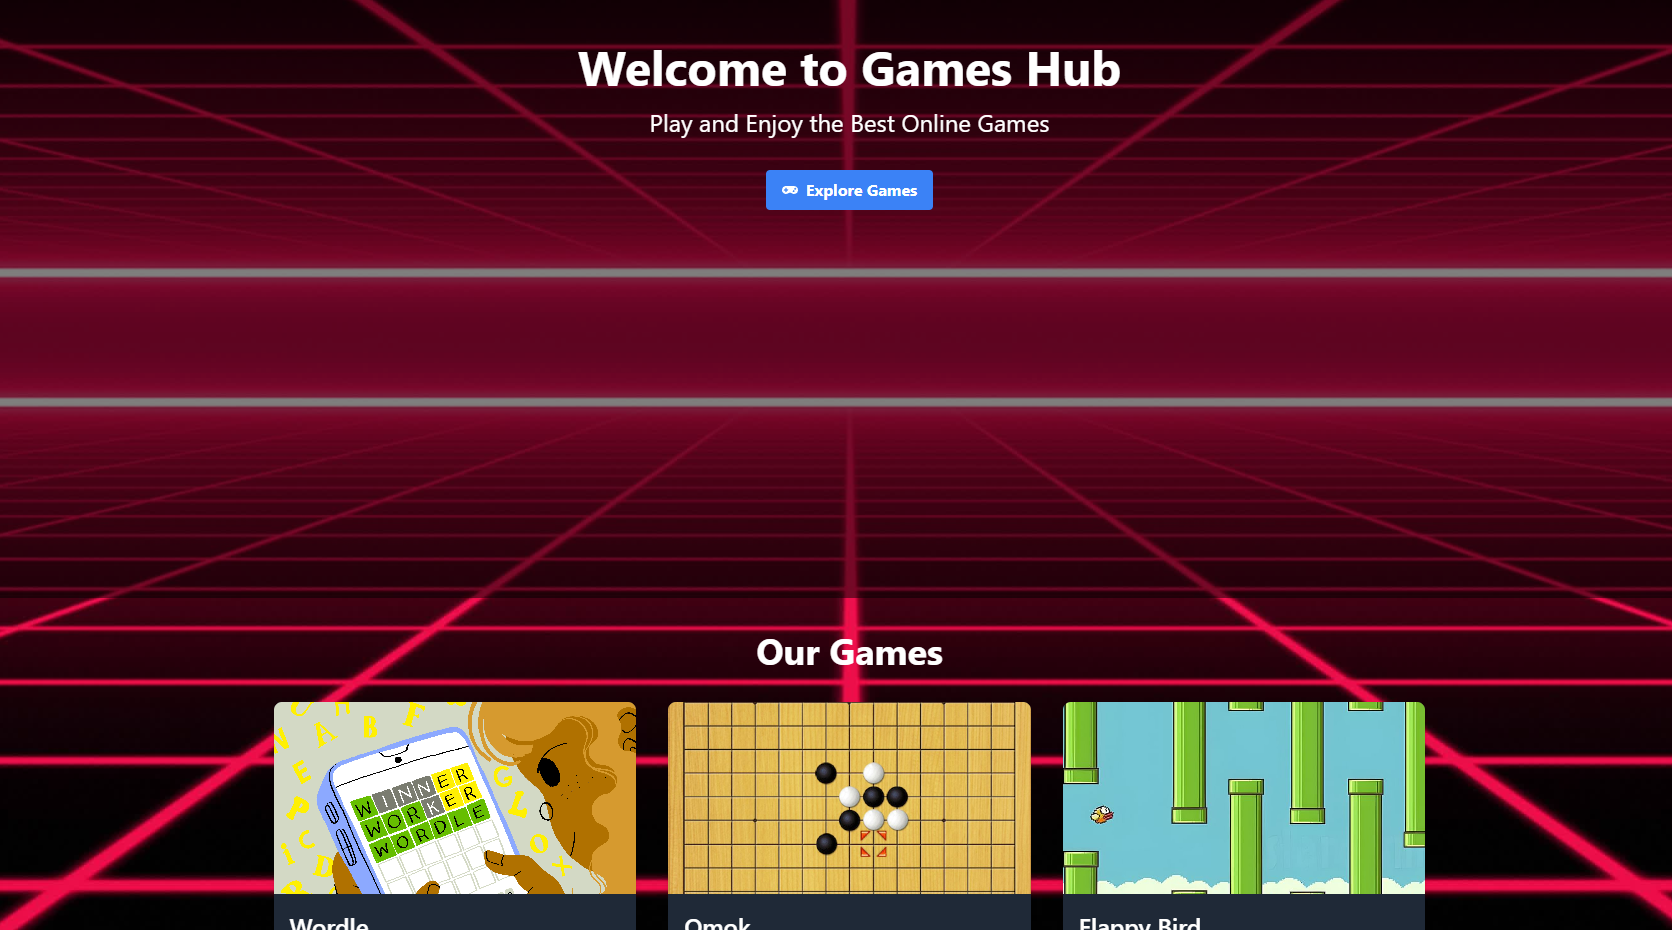 Welcome to Games Hub
Play and Enjoy the Best Online Games
Explore Games
Our Games
WINNER
WORKER
WORDLE
Wordle
Omok
Flappy Bird